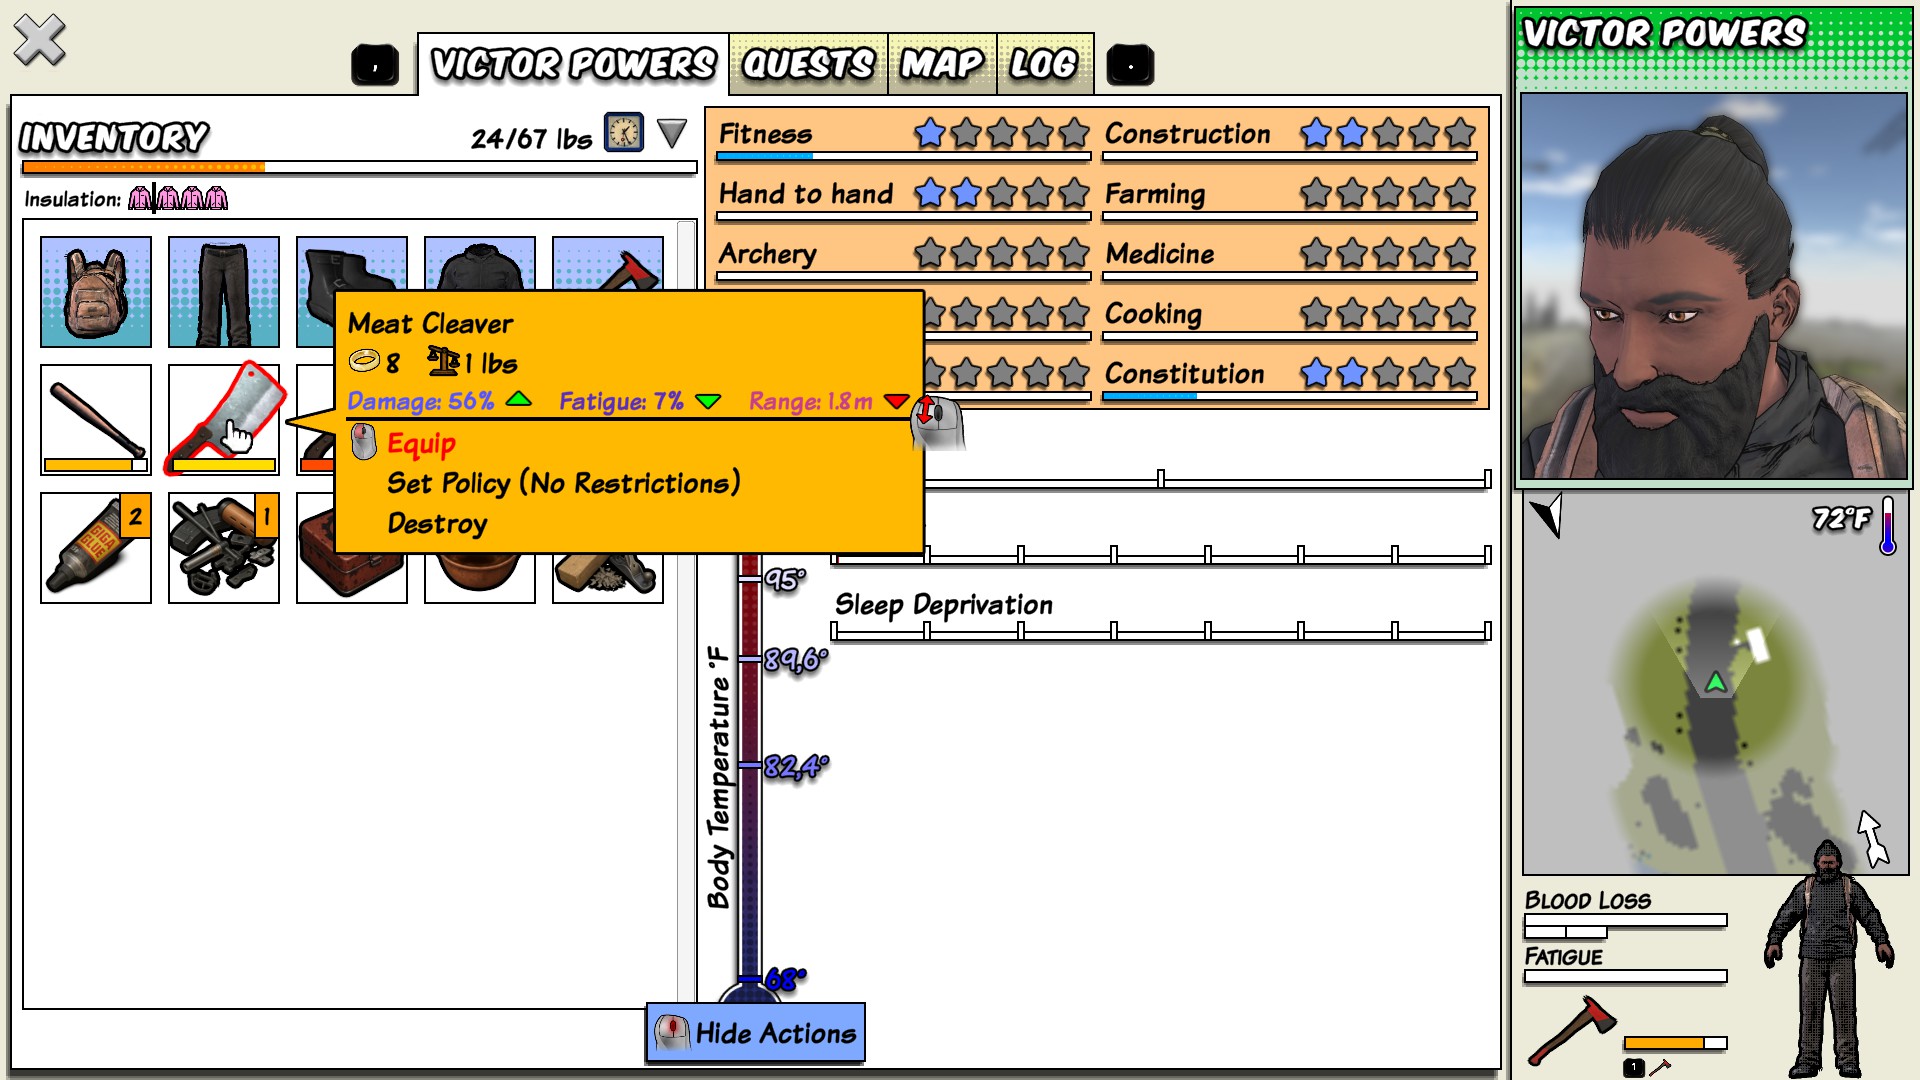 VICTOR POWERS
QUESTS
MAP
LOG
,
.
INVENTORY
24/67 lbs
Insulation:
Fitness
Construction
Hand to hand
Farming
Archery
Medicine
Cooking
Constitution
Meat Cleaver
8
1 lbs
Damage: 56%
Fatigue: 7%
Range: 1.8m
Equip
Set Policy (No Restrictions)
Destroy
2
GIGA GLUE
1
95°
Sleep Deprivation
89,6°
82,4°
68°
Body Temperature °F
Hide Actions
VICTOR POWERS
72°F
BLOOD LOSS
FATIGUE
1